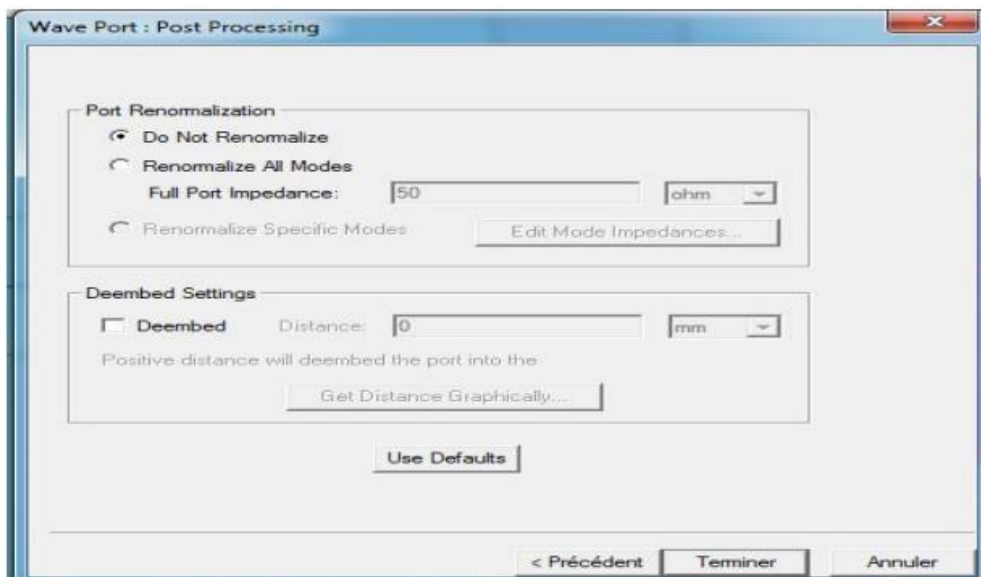 Wave Port : Post Processing
Port Renormalization
Do Not Renormalize
Renormalize All Modes
Full Port Impedance: 50 ohm
Renormalize Specific Modes Edit Mode Impedances...
Deembed Settings
Deembed Distance: 0 mm
Positive distance will deembed the port into the
Get Distance Graphically...
Use Defaults
< Précédent Terminer Annuler